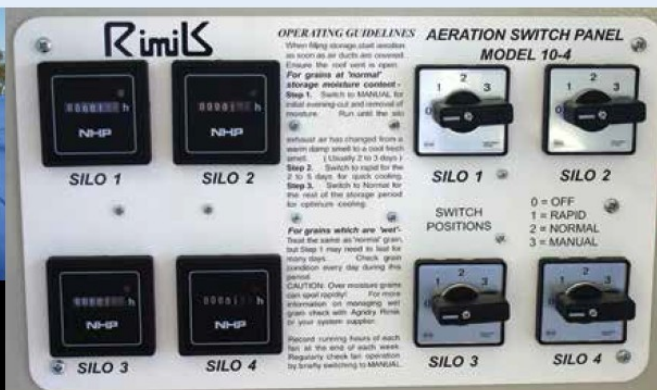 Rimik
OPERATING GUIDELINES
When filling storage, start aeration
as soon as air ducts are covered.
Ensure the roof vent is open.
For grains at 'normal'
storage moisture content -
Step 1. Switch to MANUAL for
initial evening-out and removal of
moisture. Run until the silo
exhaust air has changed from a
warm damp smell to a cool fresh
smell. (Usually 2 to 3 days)
Step 2. Switch to rapid for the
2 to 5 days for quick cooling.
Step 3. Switch to Normal for
the rest of the storage period
for optimum cooling.
For grains which are 'wet'-
Treat the same as 'normal' grain,
but Step 1 may need to last for
many days. Check grain
condition every day during this
period.
CAUTION: Over moisture grains
can spoil rapidly! For more
information on managing wet
grain check with Agridry Rimik
or your system supplier.
Record running hours of each
fan at the end of each week.
Regularly check fan operation
by briefly switching to MANUAL.
AERATION SWITCH PANEL
MODEL 10-4
h
NHP
SILO 1
h
NHP
SILO 2
h
NHP
SILO 3
h
NHP
SILO 4
0 1 2 3
SILO 1
0 1 2 3
SILO 2
SWITCH
POSITIONS
0 = OFF
1 = RAPID
2 = NORMAL
3 = MANUAL
0 1 2 3
SILO 3
0 1 2 3
SILO 4